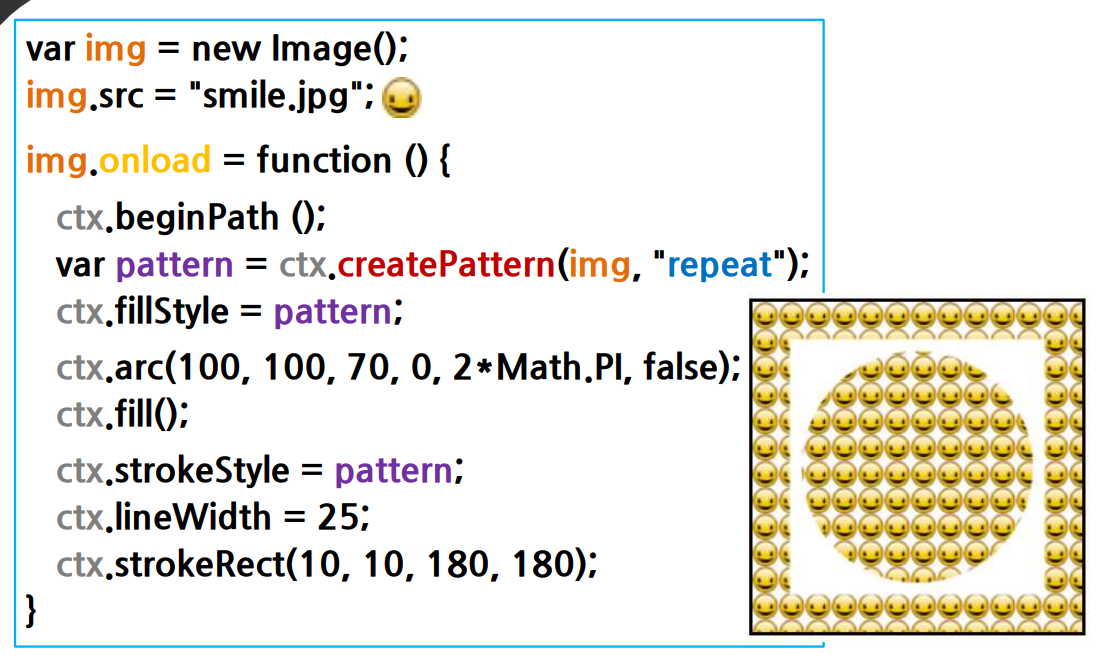 var img = new Image();
img.src = "smile.jpg";
img.onload = function () {
ctx.beginPath ();
var pattern = ctx.createPattern(img, "repeat");
ctx.fillStyle = pattern;
ctx.arc(100, 100, 70, 0, 2*Math.PI, false);
ctx.fill();
ctx.strokeStyle = pattern;
ctx.lineWidth = 25;
ctx.strokeRect(10, 10, 180, 180);
}